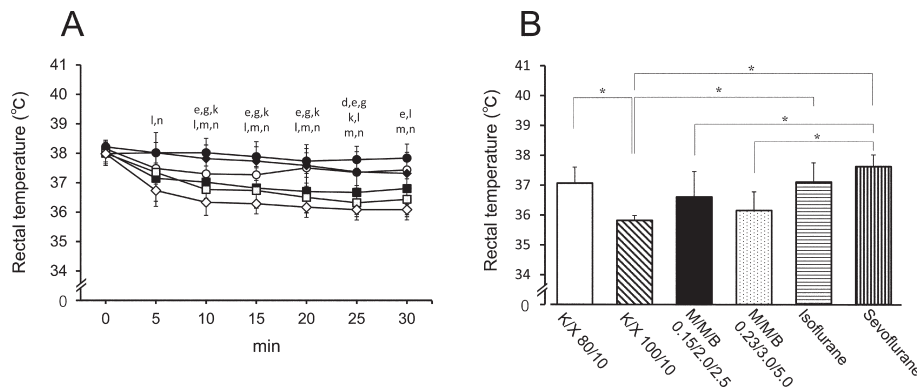 A
Rectal temperature (°C)
41
40
39
38
37
36
35
34
0
l,n
e,g,k
l,m,n
e,g,k
l,m,n
e,g,k
l,m,n
d,e,g
k,l
m,n
e,l
m,n
0 5 10 15 20 25 30
min
B
Rectal temperature (°C)
41
40
39
38
37
36
35
34
0
*
*
*
*
*
K/X 80/10
K/X 100/10
M/M/B
0.15/2.0/2.5
M/M/B
0.23/3.0/5.0
Isoflurane
Sevoflurane